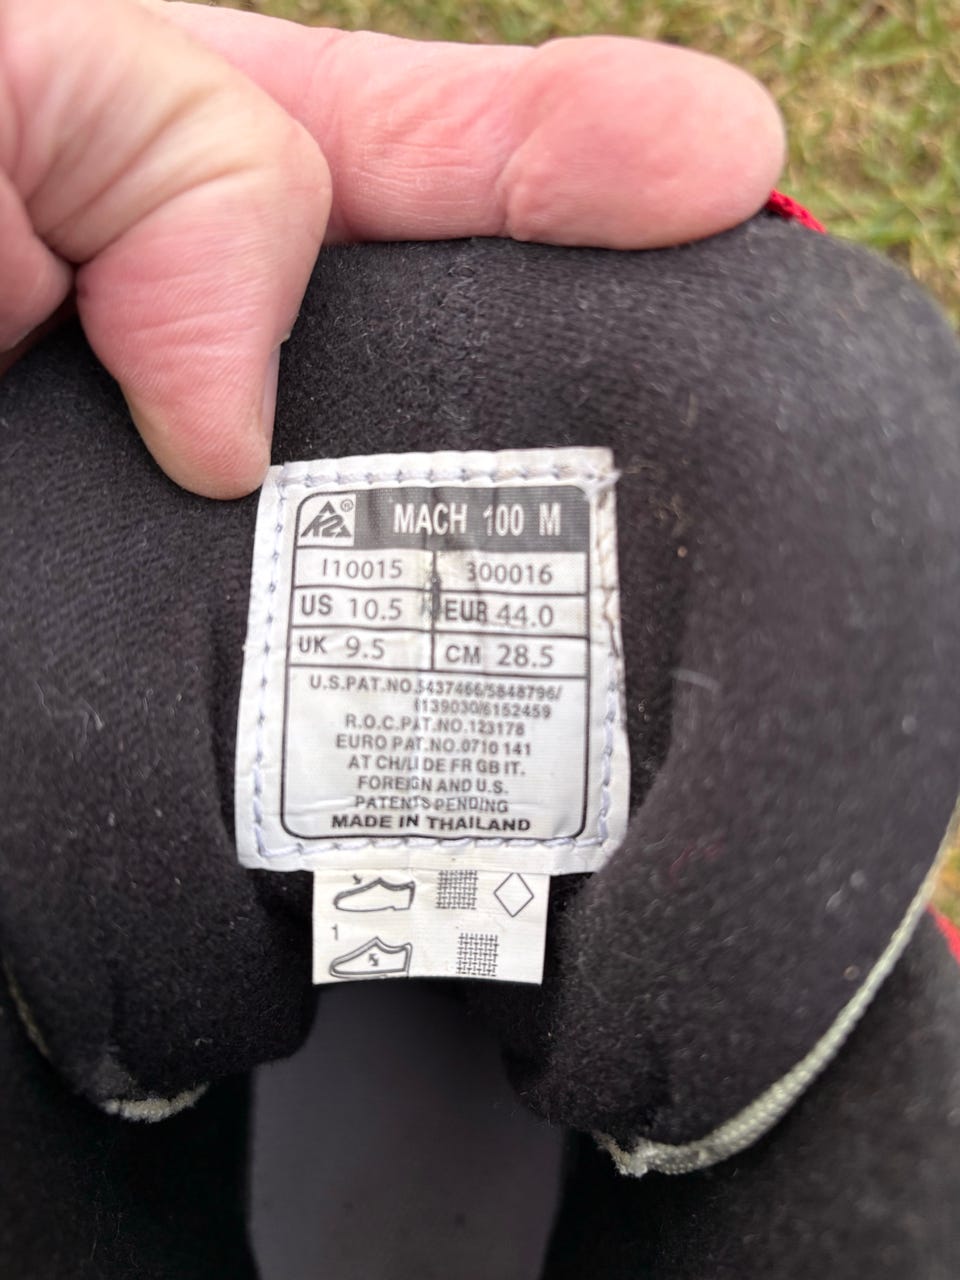 K2® MACH 100 M
I10015 300016
US 10.5 EUR 44.0
UK 9.5 CM 28.5
U.S.PAT.NO.5437466/5848796/
6139030/6152459
R.O.C.PAT.NO.123178
EURO PAT.NO.0710 141
AT CH/LI DE FR GB IT.
FOREIGN AND U.S.
PATENTS PENDING
MADE IN THAILAND
1